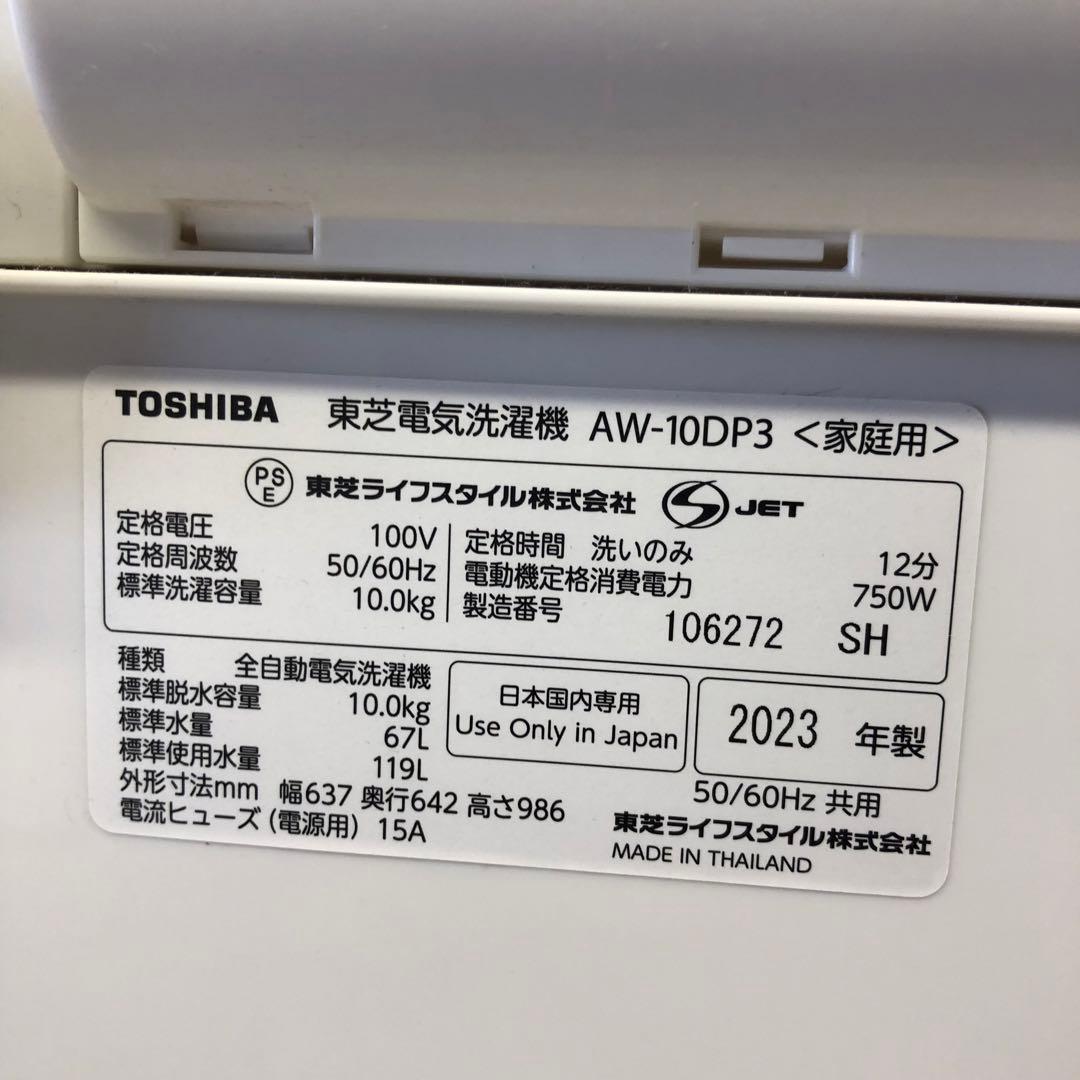 TOSHIBA 東芝電気洗濯機 AW-10DP3 <家庭用>
PS
E 東芝ライフスタイル株式会社 S JET
定格電圧 100V
定格周波数 50/60Hz
標準洗濯容量 10.0kg
定格時間 洗いのみ 12分
電動機定格消費電力 750W
製造番号 106272 SH
種類 全自動電気洗濯機
標準脱水容量 10.0kg
標準水量 67L
標準使用水量 119L
外形寸法mm 幅637 奥行642 高さ986
電流ヒューズ (電源用) 15A
日本国内専用
Use Only in Japan
2023 年製
50/60Hz 共用
東芝ライフスタイル株式会社
MADE IN THAILAND